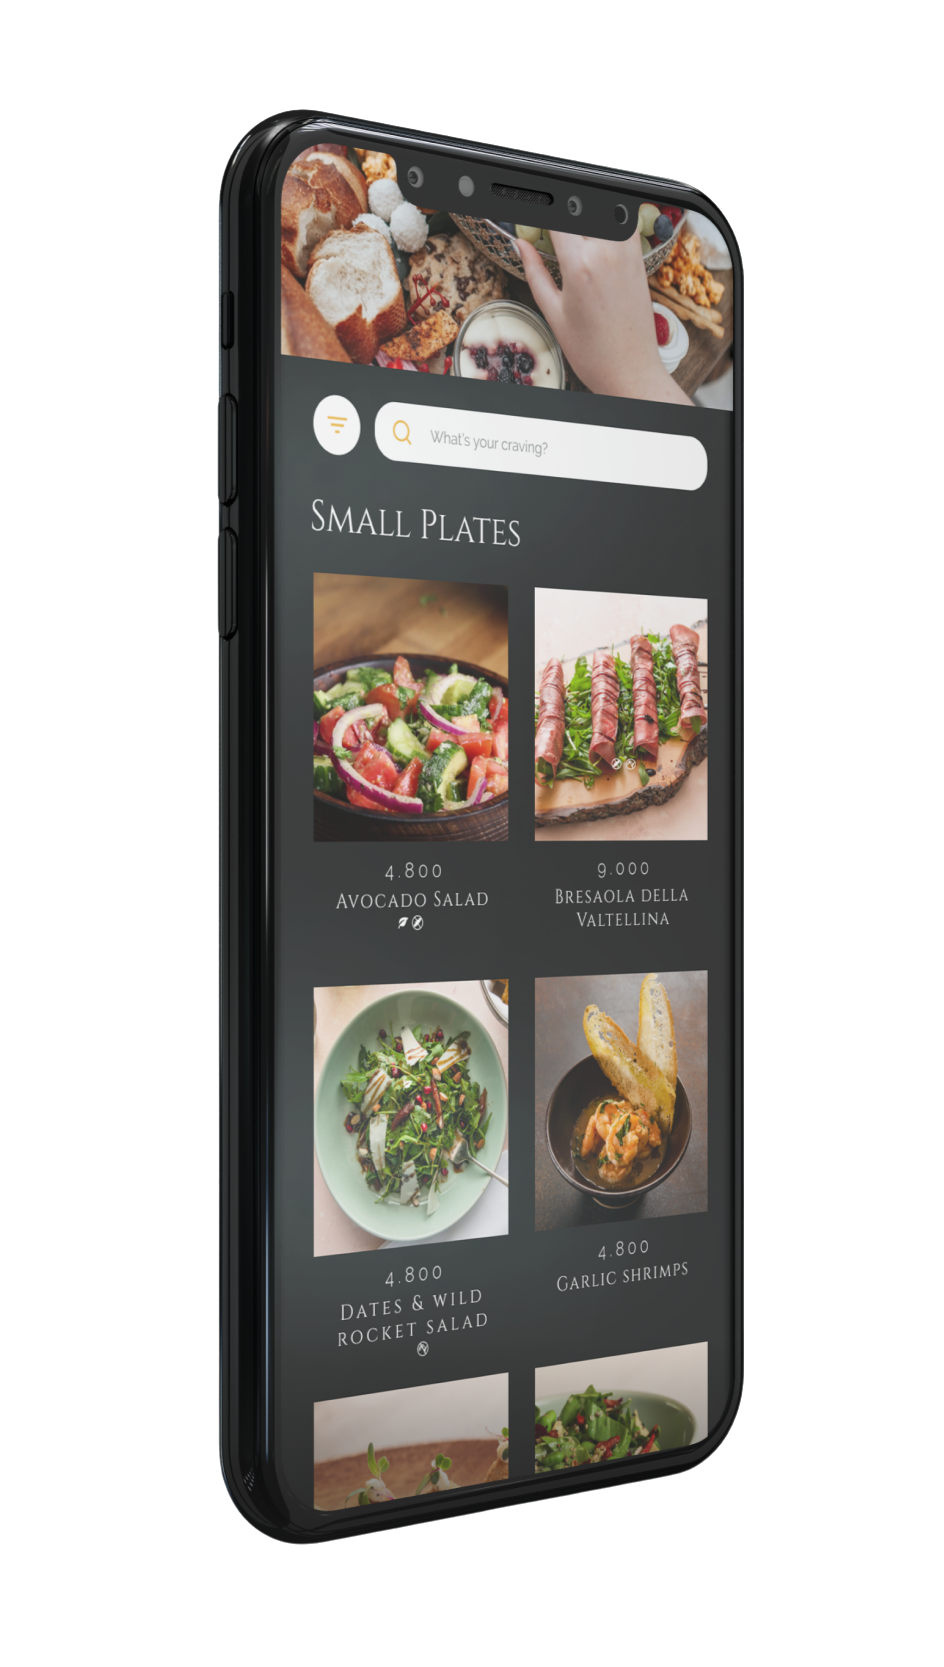 What's your craving?
Small Plates
4.800
Avocado Salad
9.000
Bresaola della
Valtellina
4.800
Dates & wild
rocket salad
4.800
Garlic shrimps